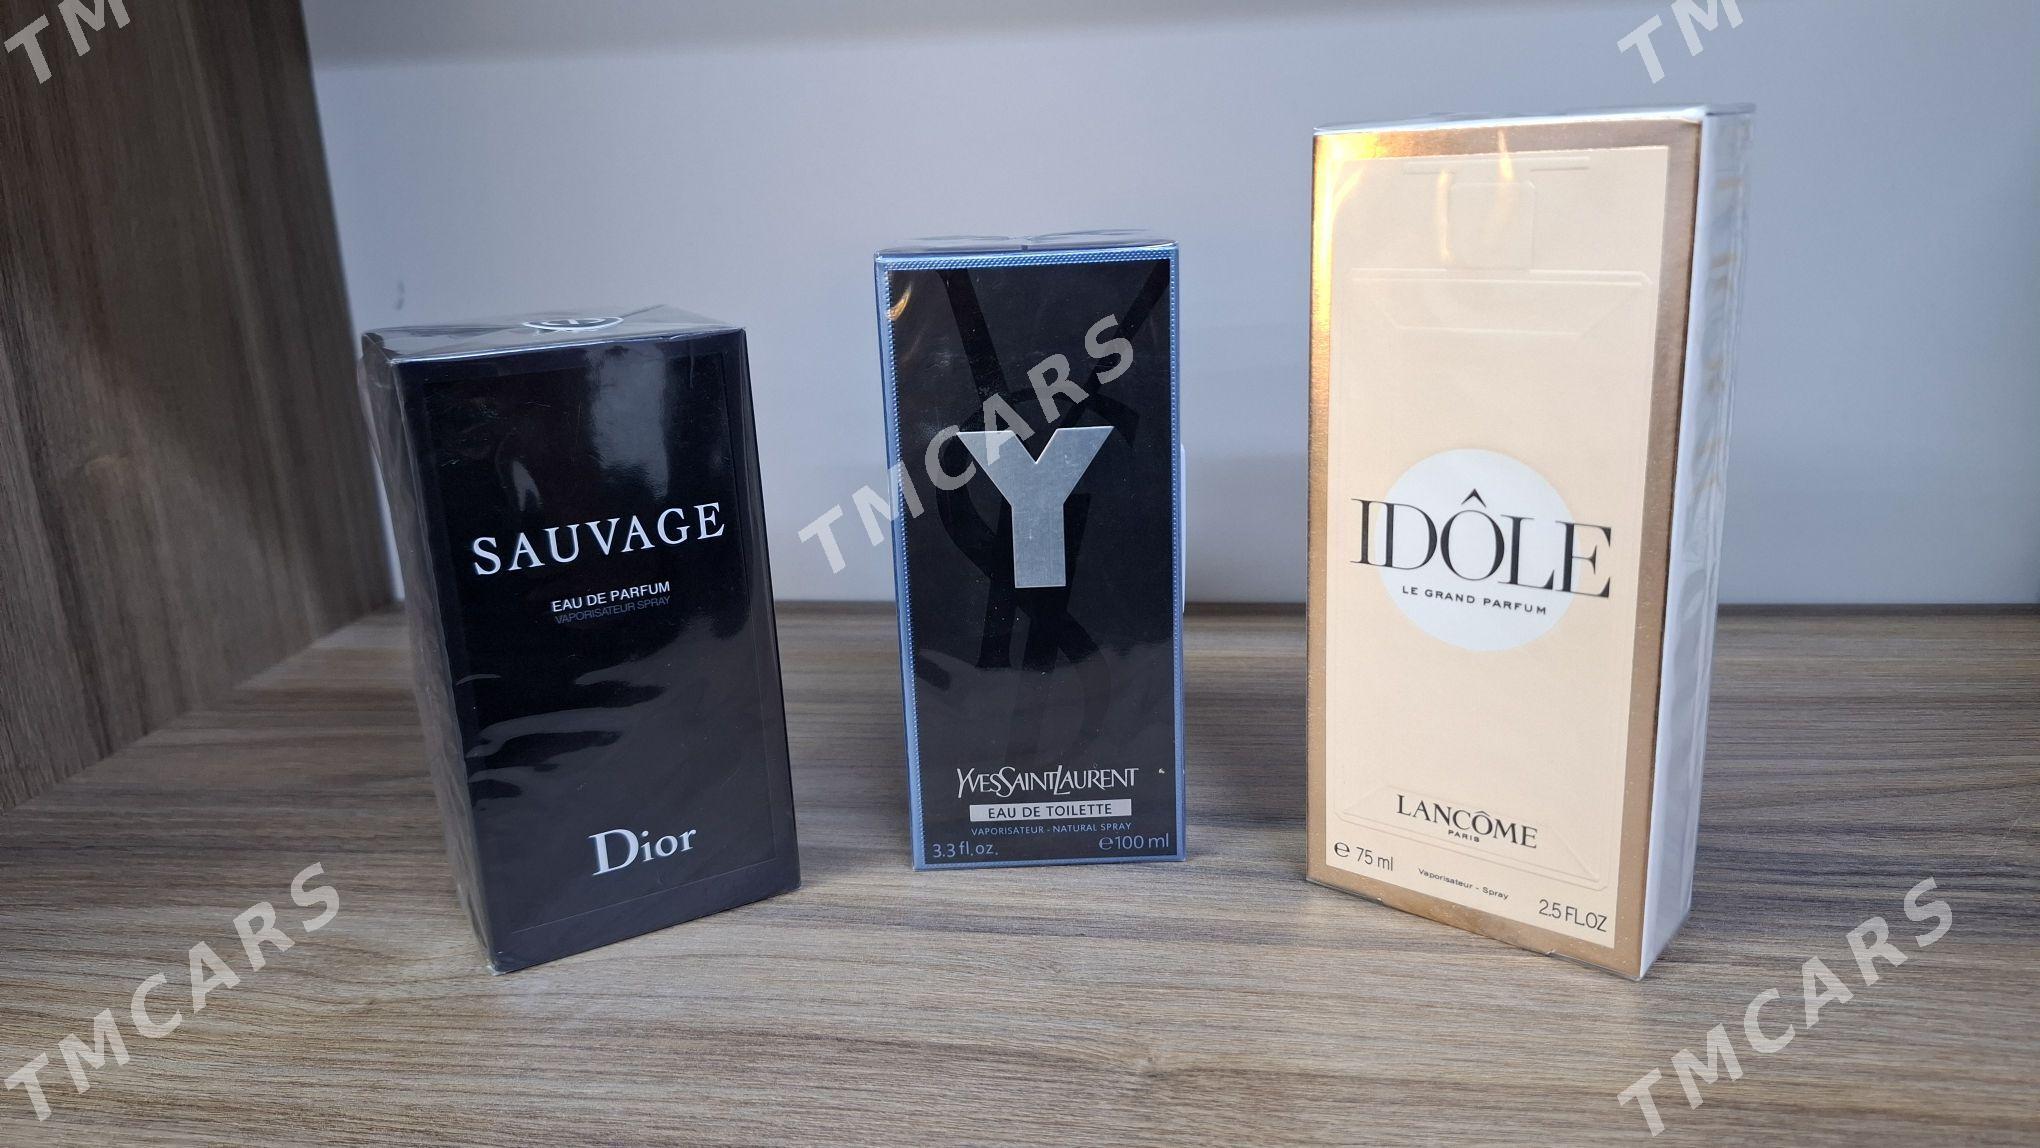 SAUVAGE
EAU DE PARFUM
VAPORISATEUR SPRAY
Dior
Y
YVESSAINTLAURENT
EAU DE TOILETTE
VAPORISATEUR - NATURAL SPRAY
3.3 fl.oz. ℮100 ml
IDÔLE
LE GRAND PARFUM
LANCÔME
PARIS
℮ 75 ml Vaporisateur - Spray 2.5 FL.OZ
TMCARS
TMCARS
TMCARS
TM
TM